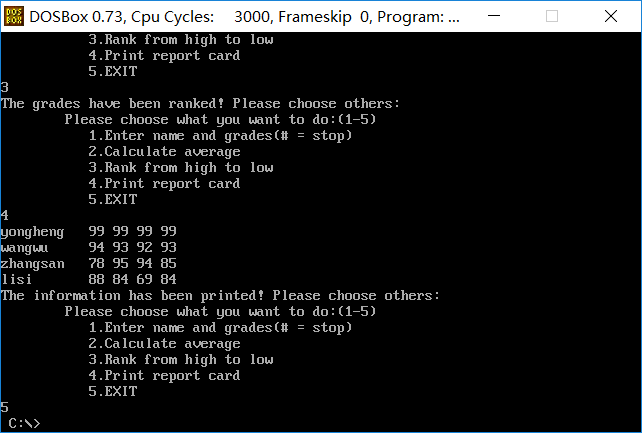 DOSBox 0.73, Cpu Cycles: 3000, Frameskip 0, Program: ...
3.Rank from high to low
4.Print report card
5.EXIT
3
The grades have been ranked! Please choose others:
Please choose what you want to do:(1-5)
1.Enter name and grades(# = stop)
2.Calculate average
3.Rank from high to low
4.Print report card
5.EXIT
4
yongheng 99 99 99 99
wangwu 94 93 92 93
zhangsan 78 95 94 85
lisi 88 84 69 84
The information has been printed! Please choose others:
Please choose what you want to do:(1-5)
1.Enter name and grades(# = stop)
2.Calculate average
3.Rank from high to low
4.Print report card
5.EXIT
5
C:\>